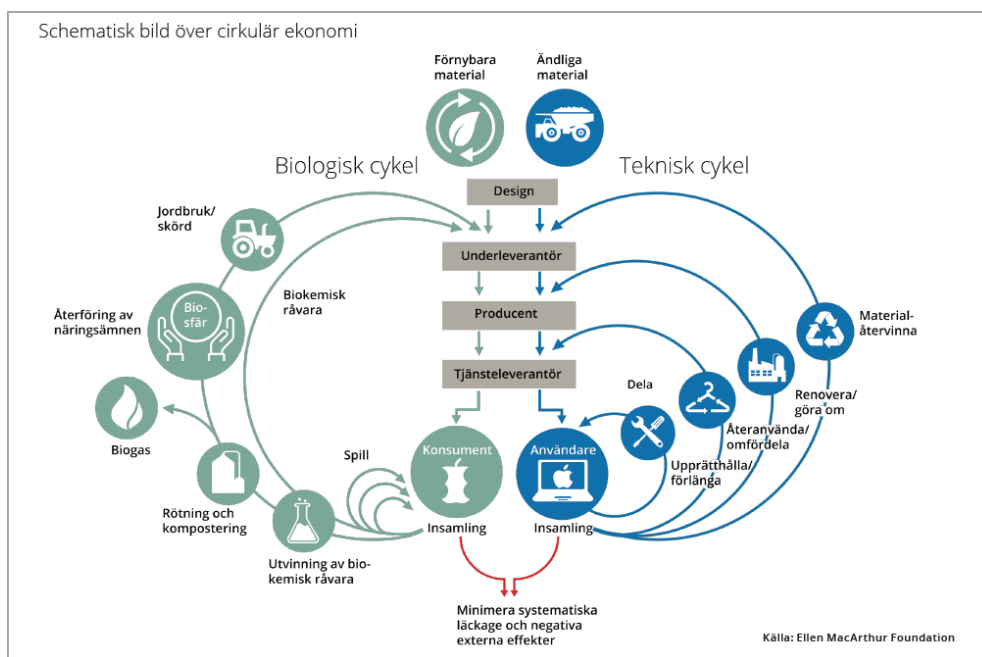 Schematisk bild över cirkulär ekonomi
Förnybara
material
Ändliga
material
Biologisk cykel
Teknisk cykel
Design
Jordbruk/
skörd
Underleverantör
Biokemisk
råvara
Återföring av
näringsämnen
Bio-
sfär
Producent
Material-
återvinna
Tjänsteleverantör
Dela
Renovera/
göra om
Biogas
Återanvända/
omfördela
Spill
Konsument
Användare
Upprätthålla/
förlänga
Rötning och
kompostering
Insamling
Insamling
Utvinning av bio-
kemisk råvara
Minimera systematiska
läckage och negativa
externa effekter
Källa: Ellen MacArthur Foundation